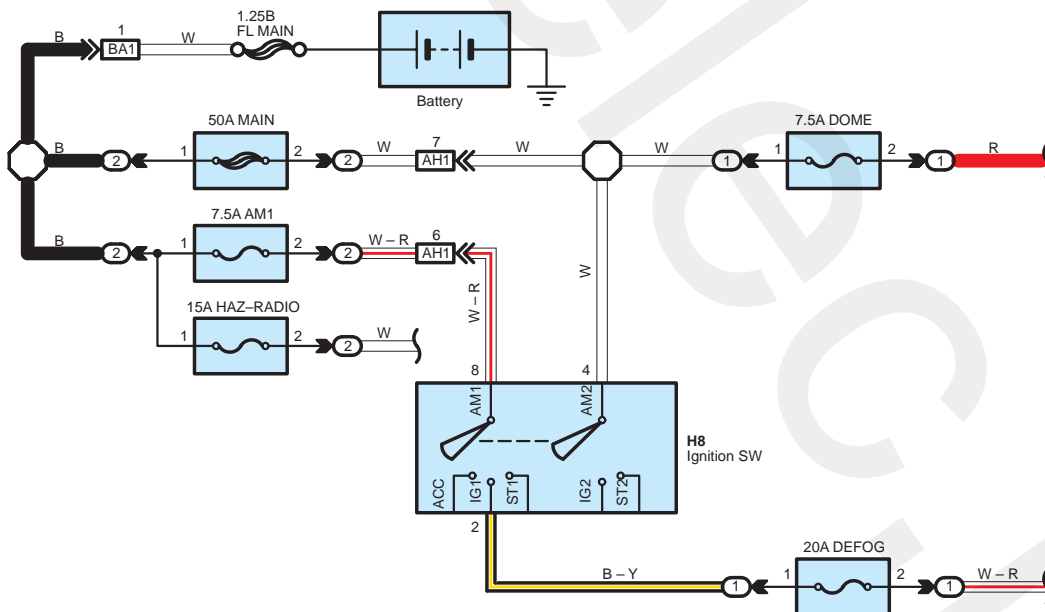 1.25B
FL MAIN
B
1
BA1
W
Battery
50A MAIN
7
7.5A DOME
B
2
1
2
2
W
AH1
W
W
1
1
2
1
R
7.5A AM1
6
B
2
1
2
2
W – R
AH1
W – R
W
15A HAZ–RADIO
1
2
2
W
8
4
AM1
AM2
H8
Ignition SW
ACC
IG1
ST1
IG2
ST2
2
20A DEFOG
B – Y
1
1
2
1
W – R